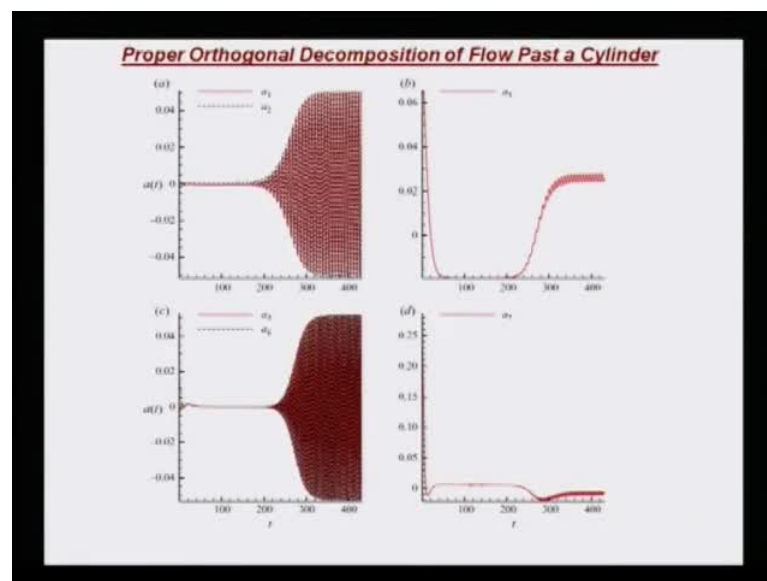 Proper Orthogonal Decomposition of Flow Past a Cylinder
(a)
a1
a2
0.04
0.02
a(t) 0
−0.02
−0.04
100 200 300 400
(b)
0.06
0.04
0.02
0
100 200 300 400
(c)
0.04
0.02
a(t) 0
−0.02
−0.04
100 200 300 400
t
(d)
0.25
0.20
0.15
0.10
0.05
0
100 200 300 400
t